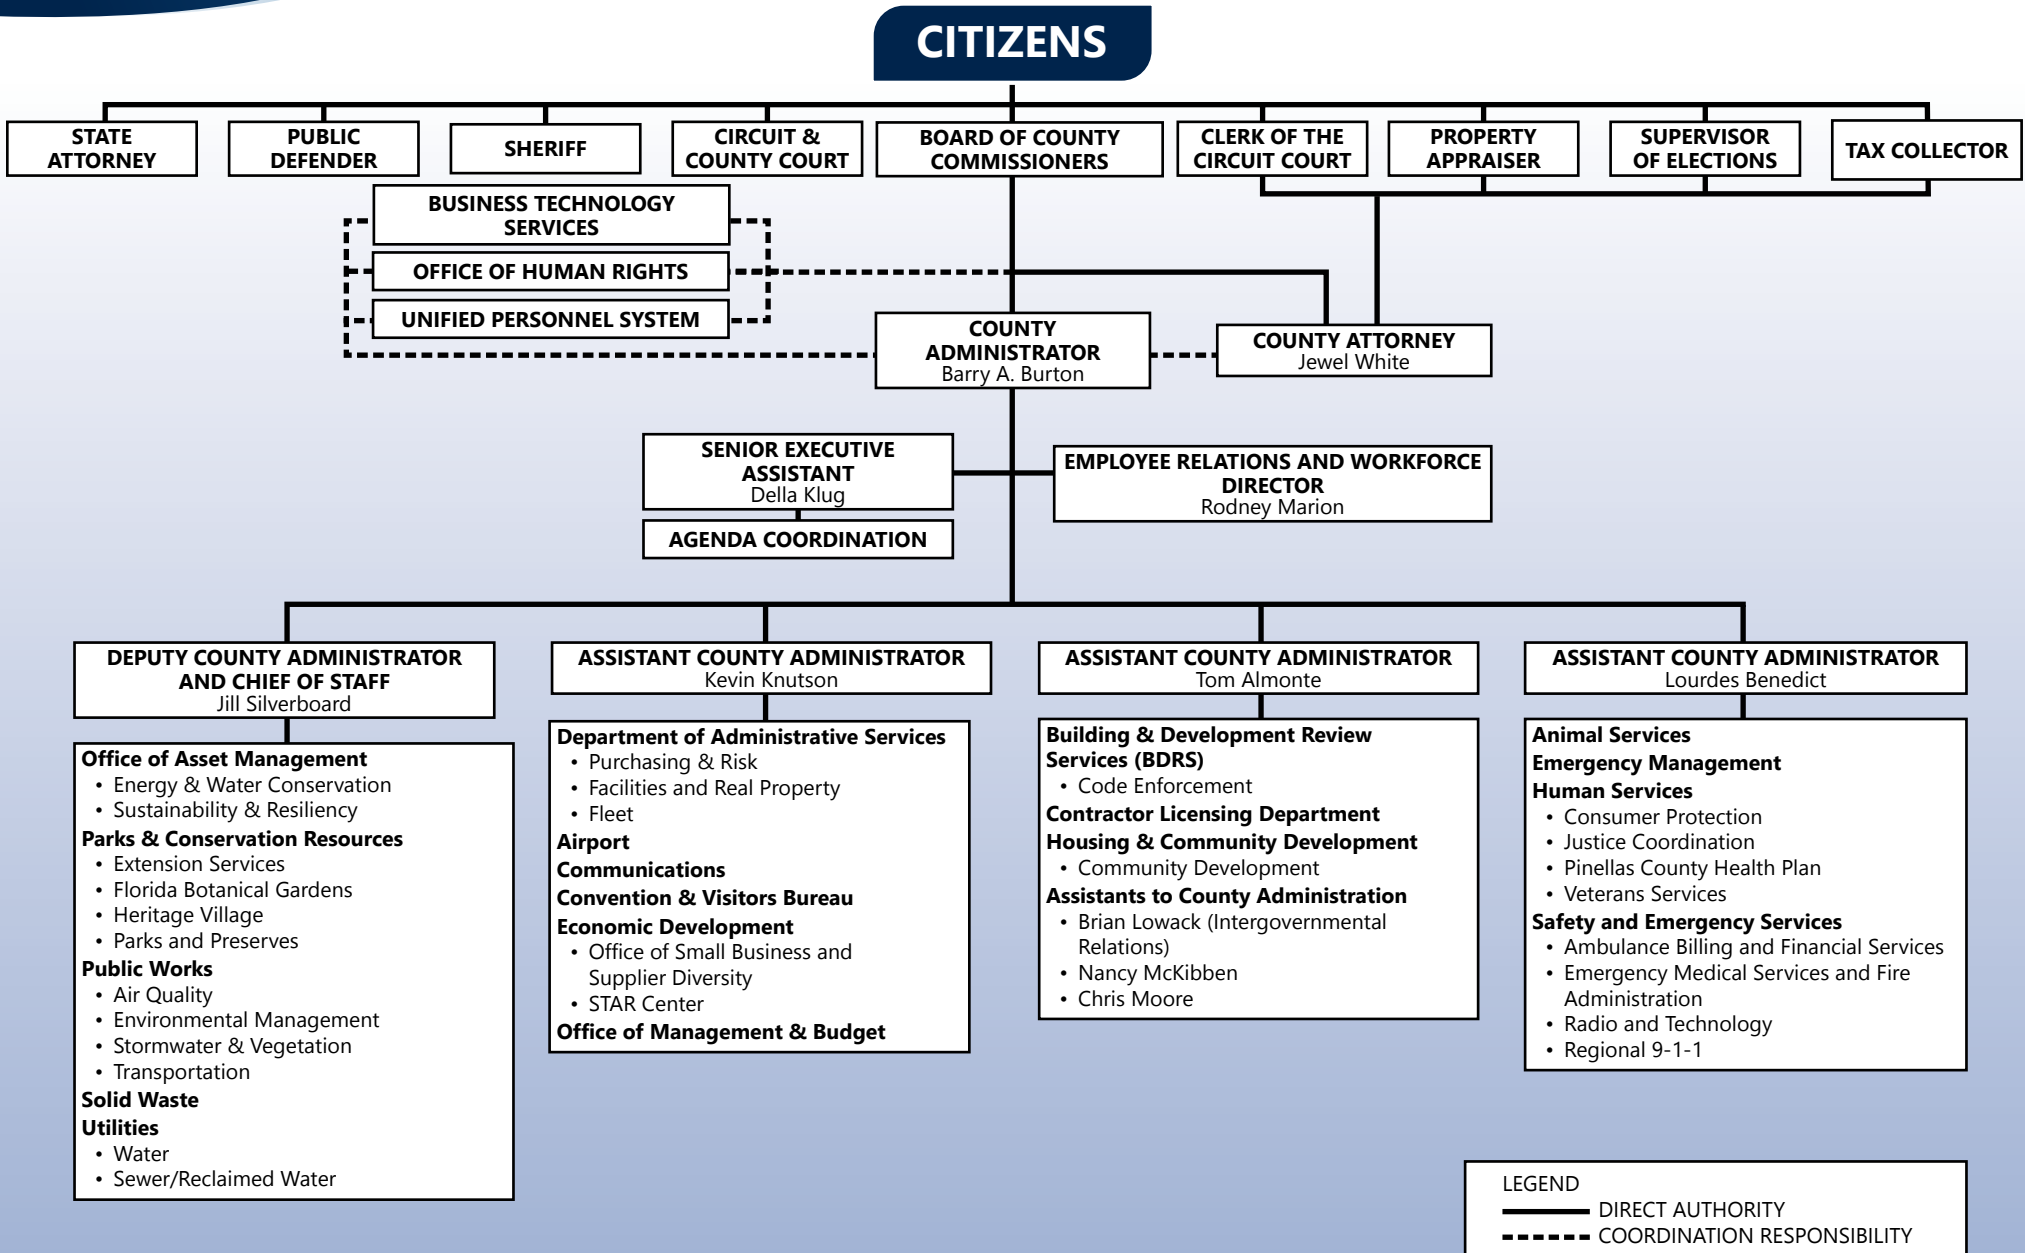 CITIZENS
STATE
ATTORNEY
PUBLIC
DEFENDER
SHERIFF
CIRCUIT &
COUNTY COURT
BOARD OF COUNTY
COMMISSIONERS
CLERK OF THE
CIRCUIT COURT
PROPERTY
APPRAISER
SUPERVISOR
OF ELECTIONS
TAX COLLECTOR
BUSINESS TECHNOLOGY
SERVICES
OFFICE OF HUMAN RIGHTS
UNIFIED PERSONNEL SYSTEM
COUNTY
ADMINISTRATOR
Barry A. Burton
COUNTY ATTORNEY
Jewel White
SENIOR EXECUTIVE
ASSISTANT
Della Klug
AGENDA COORDINATION
EMPLOYEE RELATIONS AND WORKFORCE
DIRECTOR
Rodney Marion
DEPUTY COUNTY ADMINISTRATOR
AND CHIEF OF STAFF
Jill Silverboard
Office of Asset Management
• Energy & Water Conservation
• Sustainability & Resiliency
Parks & Conservation Resources
• Extension Services
• Florida Botanical Gardens
• Heritage Village
• Parks and Preserves
Public Works
• Air Quality
• Environmental Management
• Stormwater & Vegetation
• Transportation
Solid Waste
Utilities
• Water
• Sewer/Reclaimed Water
ASSISTANT COUNTY ADMINISTRATOR
Kevin Knutson
Department of Administrative Services
• Purchasing & Risk
• Facilities and Real Property
• Fleet
Airport
Communications
Convention & Visitors Bureau
Economic Development
• Office of Small Business and
Supplier Diversity
• STAR Center
Office of Management & Budget
ASSISTANT COUNTY ADMINISTRATOR
Tom Almonte
Building & Development Review
Services (BDRS)
• Code Enforcement
Contractor Licensing Department
Housing & Community Development
• Community Development
Assistants to County Administration
• Brian Lowack (Intergovernmental
Relations)
• Nancy McKibben
• Chris Moore
ASSISTANT COUNTY ADMINISTRATOR
Lourdes Benedict
Animal Services
Emergency Management
Human Services
• Consumer Protection
• Justice Coordination
• Pinellas County Health Plan
• Veterans Services
Safety and Emergency Services
• Ambulance Billing and Financial Services
• Emergency Medical Services and Fire
Administration
• Radio and Technology
• Regional 9-1-1
LEGEND
DIRECT AUTHORITY
COORDINATION RESPONSIBILITY